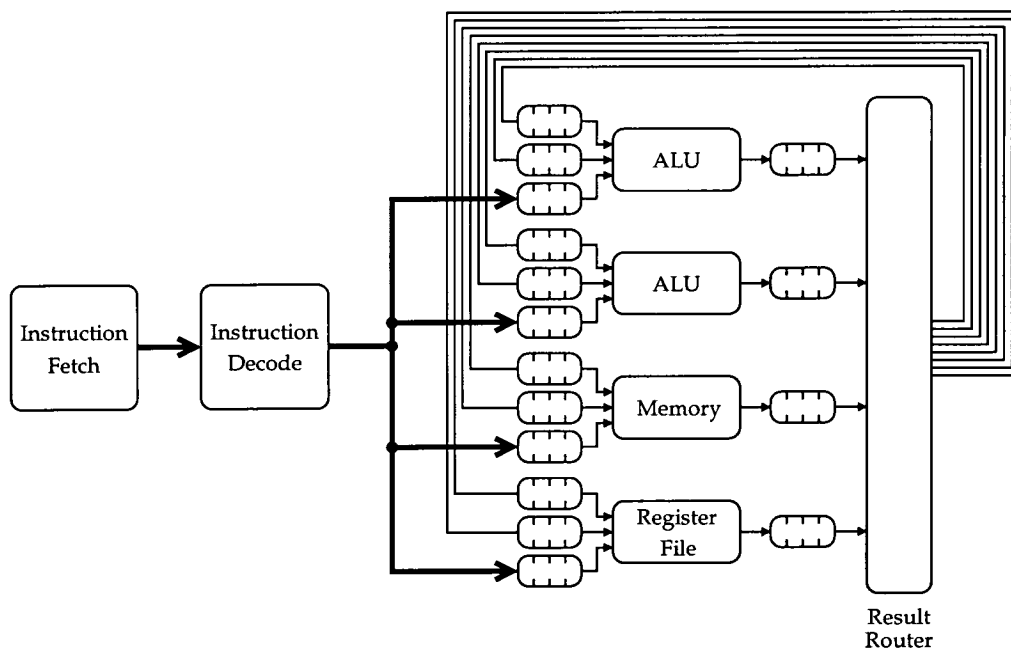 ALU
ALU
Instruction
Fetch
Instruction
Decode
Memory
Register
File
Result
Router